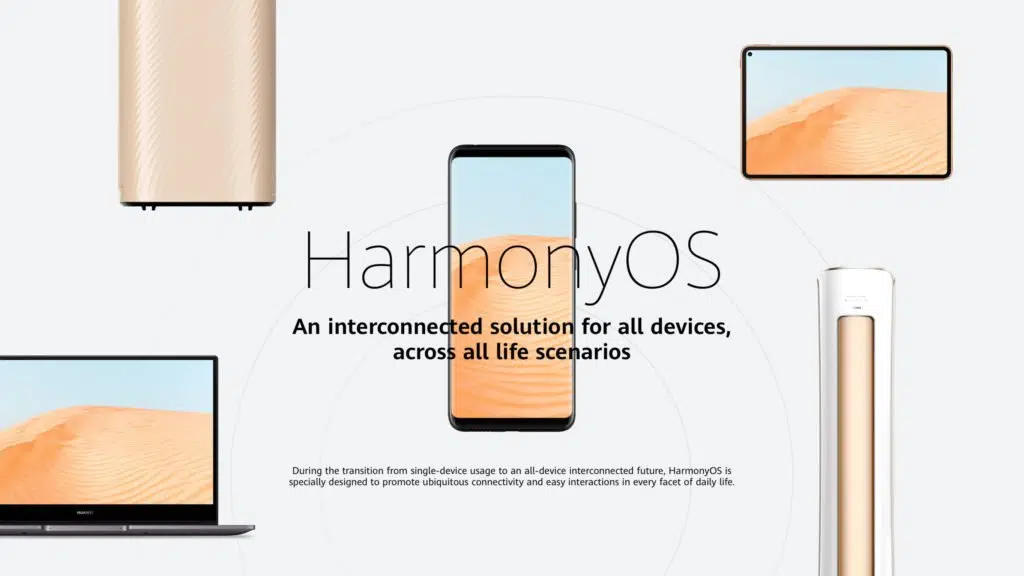 HarmonyOS
An interconnected solution for all devices,
across all life scenarios
During the transition from single-device usage to an all-device interconnected future, HarmonyOS is
specially designed to promote ubiquitous connectivity and easy interactions in every facet of daily life.
HUAWEI